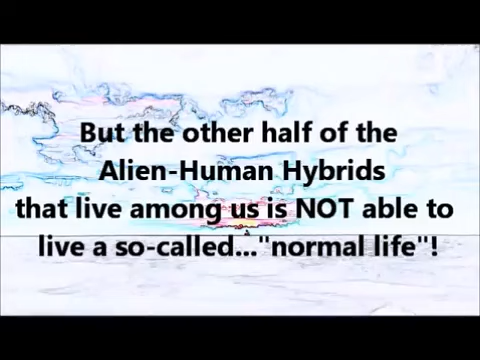 But the other half of the
Alien-Human Hybrids
that live among us is NOT able to
live a so-called..."normal life"!